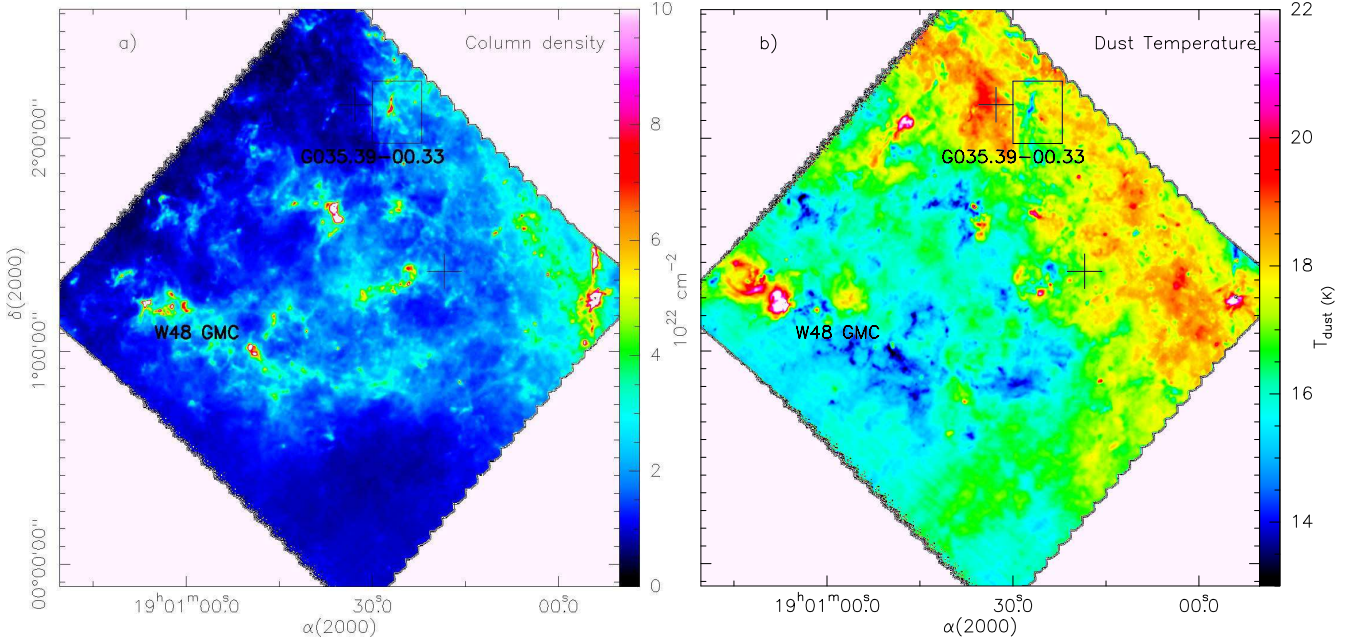 a)
Column density
G035.39−00.33
W48 GMC
δ(2000)
2°00'00"
1°00'00"
00°00'00"
19ʰ01ᵐ00ˢ.0
30ˢ.0
00ˢ.0
α(2000)
10
8
6
4
2
0
10²² cm⁻²
b)
Dust Temperature
G035.39−00.33
W48 GMC
19ʰ01ᵐ00ˢ.0
30ˢ.0
00ˢ.0
α(2000)
22
20
18
16
14
T_dust (K)